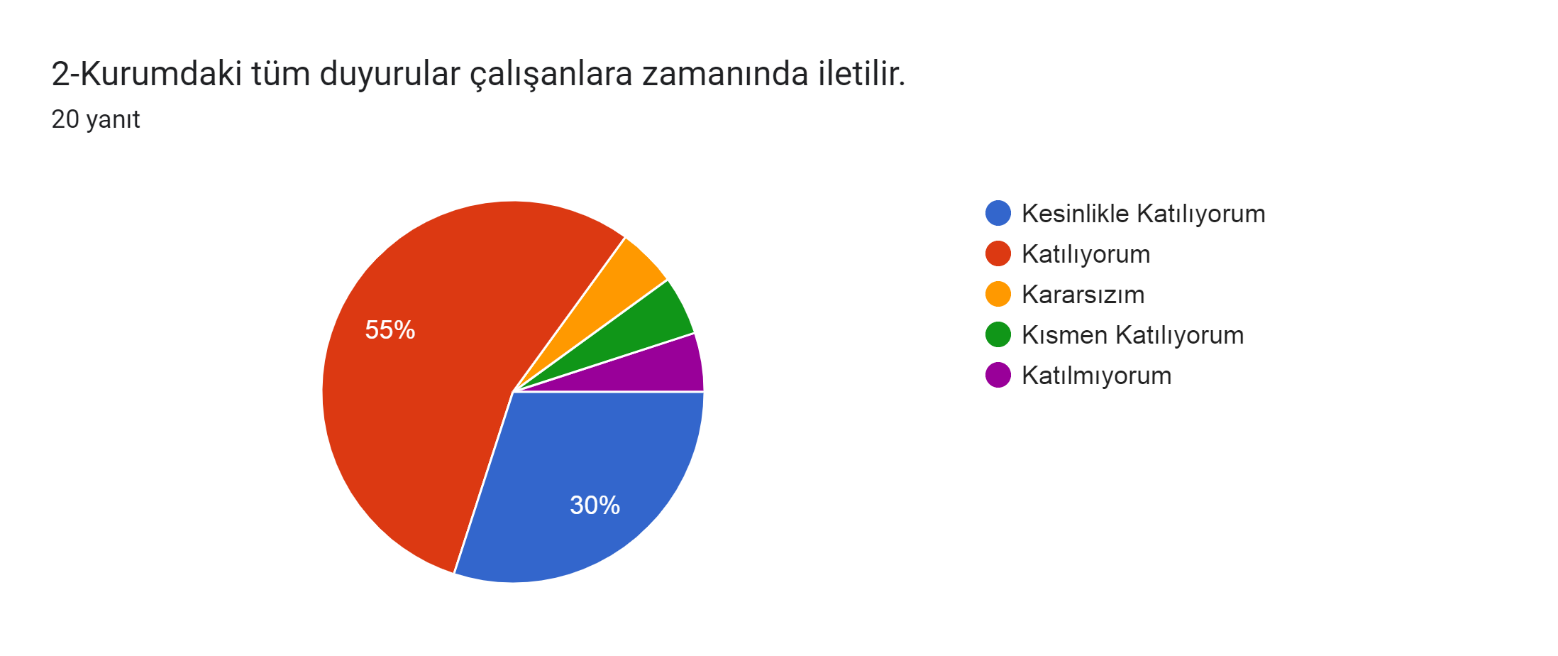 2-Kurumdaki tüm duyurular çalışanlara zamanında iletilir.
20 yanıt
55%
30%
Kesinlikle Katılıyorum
Katılıyorum
Kararsızım
Kısmen Katılıyorum
Katılmıyorum